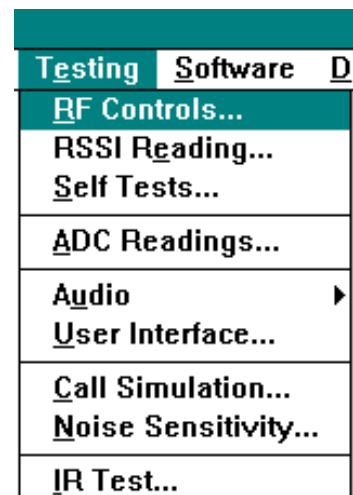 Testing Software D
RF Controls...
RSSI Reading...
Self Tests...
ADC Readings...
Audio
User Interface...
Call Simulation...
Noise Sensitivity...
IR Test...